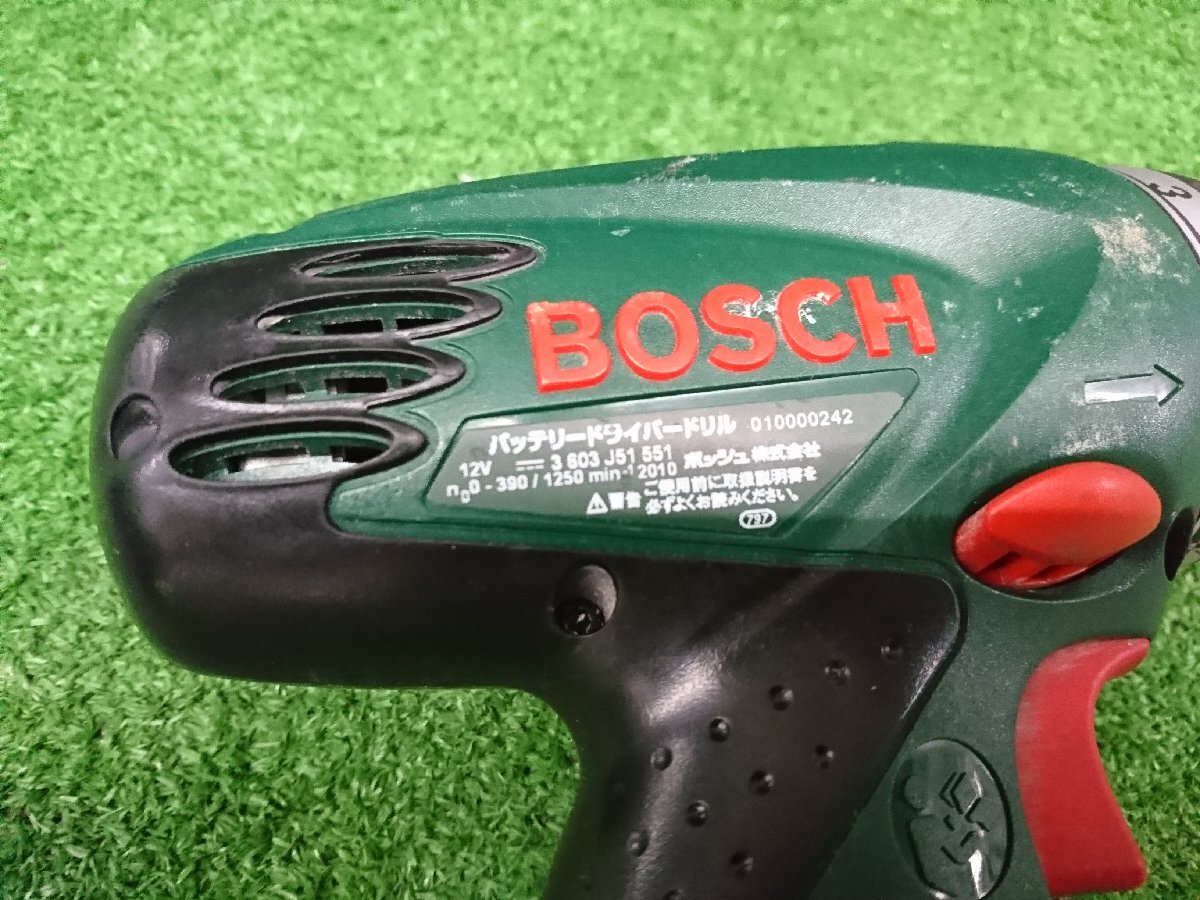 BOSCH
バッテリードライバードリル 010000242
12V ⎓ 3 603 J51 551 ボッシュ株式会社
n₀0 - 390 / 1250 min⁻¹ 2010 ご使用前に取扱説明書を
⚠警告 必ずよくお読みください。
797
3